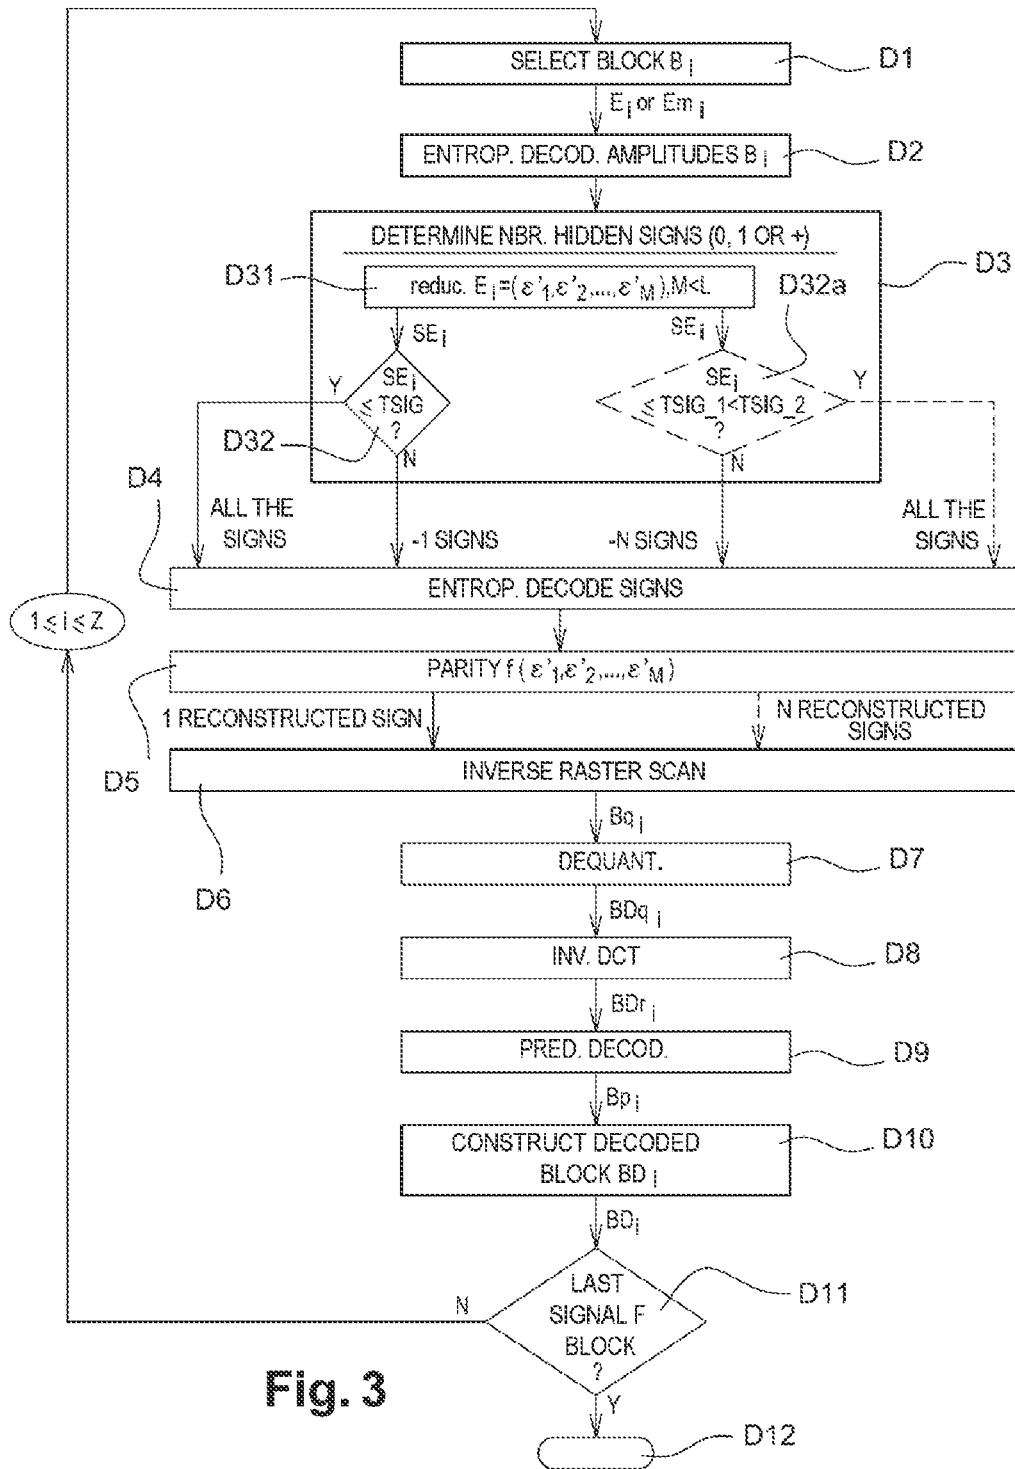 SELECT BLOCK B i
D1
E i or Em i
ENTROP. DECOD. AMPLITUDES B i
D2
DETERMINE NBR. HIDDEN SIGNS (0, 1 OR +)
D3
D31
reduc. E i =(ε'1,ε'2,...,ε'M),M<L
D32a
SE i
SE i
Y
SE i
≤ TSIG
?
D32
N
SE i
≤ TSIG_1<TSIG_2
?
Y
N
D4
ALL THE
SIGNS
-1 SIGNS
-N SIGNS
ALL THE
SIGNS
ENTROP. DECODE SIGNS
1 ≤ i ≤ Z
PARITY f(ε'1,ε'2,...,ε'M)
1 RECONSTRUCTED SIGN
N RECONSTRUCTED
SIGNS
D5
INVERSE RASTER SCAN
D6
Bq i
DEQUANT.
D7
BDq i
INV. DCT
D8
BDr i
PRED. DECOD.
D9
Bp i
CONSTRUCT DECODED
BLOCK BD i
D10
BD i
LAST
SIGNAL F
BLOCK
?
D11
N
Y
Fig. 3
D12